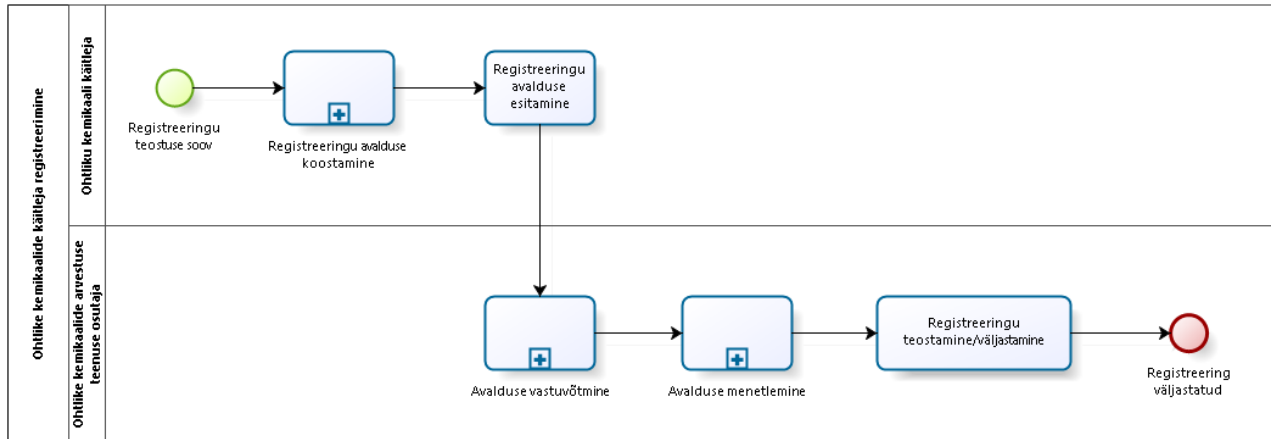 Ohtlike kemikaalide käitleja registreerimine
Ohtliku kemikaali käitleja
Registreeringu
teostuse soov
Registreeringu avalduse
koostamine
Registreeringu
avalduse
esitamine
Ohtlike kemikaalide arvestuse
teenuse osutaja
Avalduse vastuvõtmine
Avalduse menetlemine
Registreeringu
teostamine/väljastamine
Registreering
väljastatud